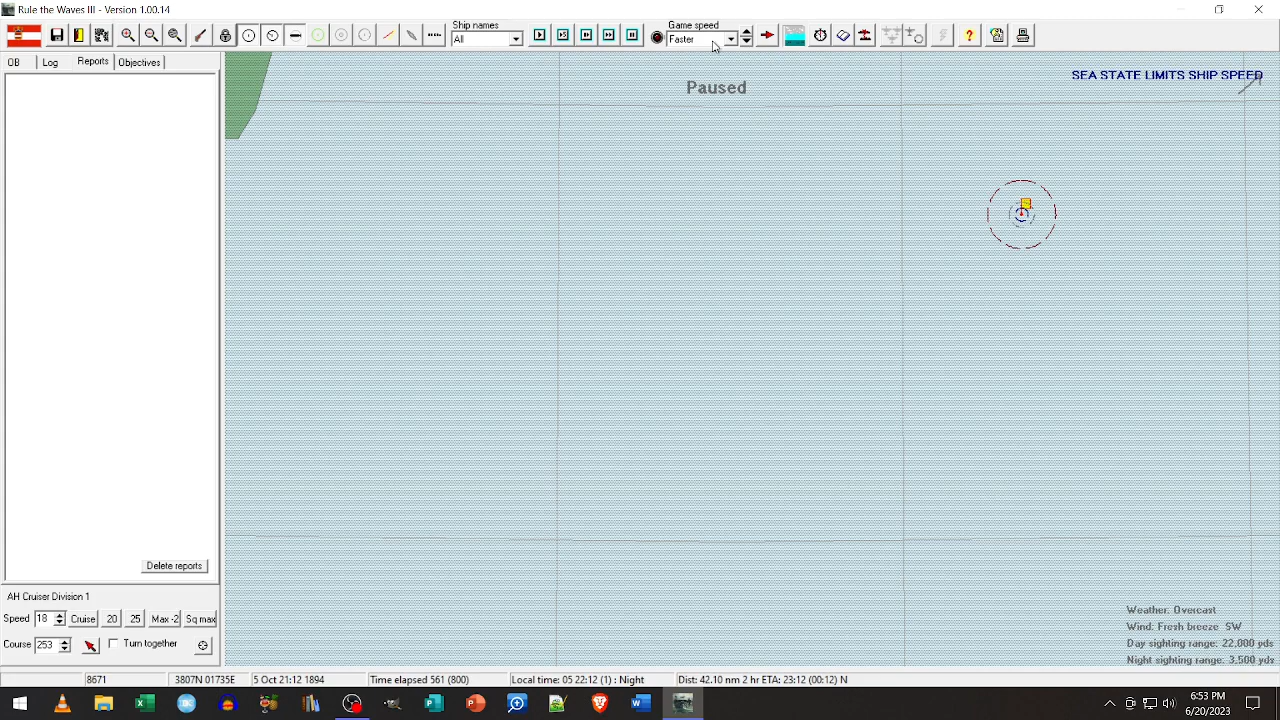 Rule the Waves III - Version 1.00.14
Ship names
All
Game speed
Faster
OB Log Reports Objectives
Paused
SEA STATE LIMITS SHIP SPEED
Delete reports
AH Cruiser Division 1
Speed 18 Cruise 20 25 Max -2 Sq max
Course 253 Turn together
Weather: Overcast
Wind: Fresh breeze SW
Day sighting range: 22,000 yds
Night sighting range: 3,500 yds
8671 3807N 01735E 5 Oct 21:12 1894 Time elapsed 561 (800) Local time: 05 22:12 (1) : Night Dist: 42.10 nm 2 hr ETA: 23:12 (00:12) N
6:53 PM
6/20/2023